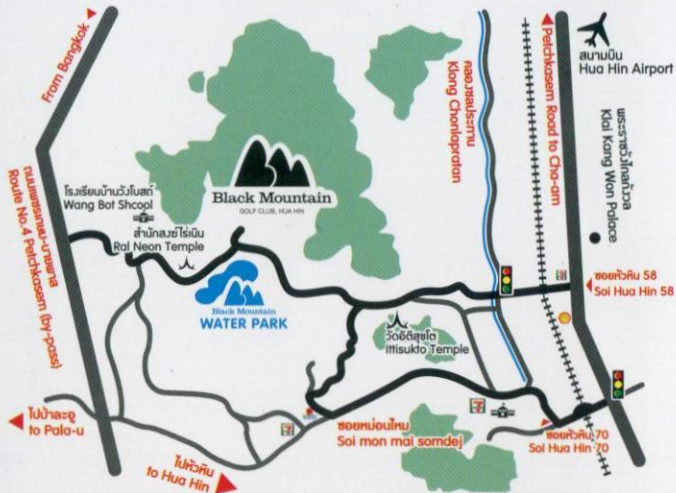 From Bangkok
คลองชลประทาน
Klong Chonlapratan
Petchkasem Road to Cha-am
สนามบิน
Hua Hin Airport
พระราชวังไกลกังวล
Klai Kang Won Palace
ถนนเพชรเกษม-บายพาส
Route No.4 Petchkasem (by-pass)
โรงเรียนบ้านวังโบสถ์
Wang Bot Shcool
Black Mountain
GOLF CLUB, HUA HIN
สำนักสงฆ์ไร่เนิน
Rai Neon Temple
Black Mountain
WATER PARK
7
ซอยหัวหิน 58
Soi Hua Hin 58
วัดอิติสุขโต
Ittisukto Temple
ไปป่าละอู
to Pala-u
7
7
ซอยหม่อนไหม
Soi mon mai somdej
ซอยหัวหิน 70
Soi Hua Hin 70
ไปหัวหิน
to Hua Hin